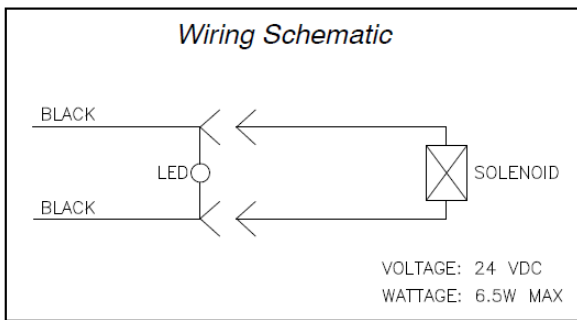 Wiring Schematic
BLACK
LED
SOLENOID
BLACK
VOLTAGE: 24 VDC
WATTAGE: 6.5W MAX